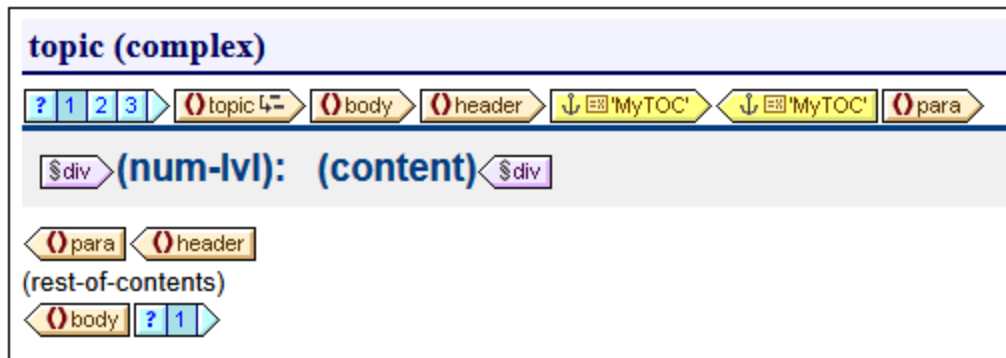 topic (complex)
? 1 2 3 ()topic ()body ()header 'MyTOC' 'MyTOC' ()para
§div (num-lvl): (content) §div
()para ()header
(rest-of-contents)
()body ? 1